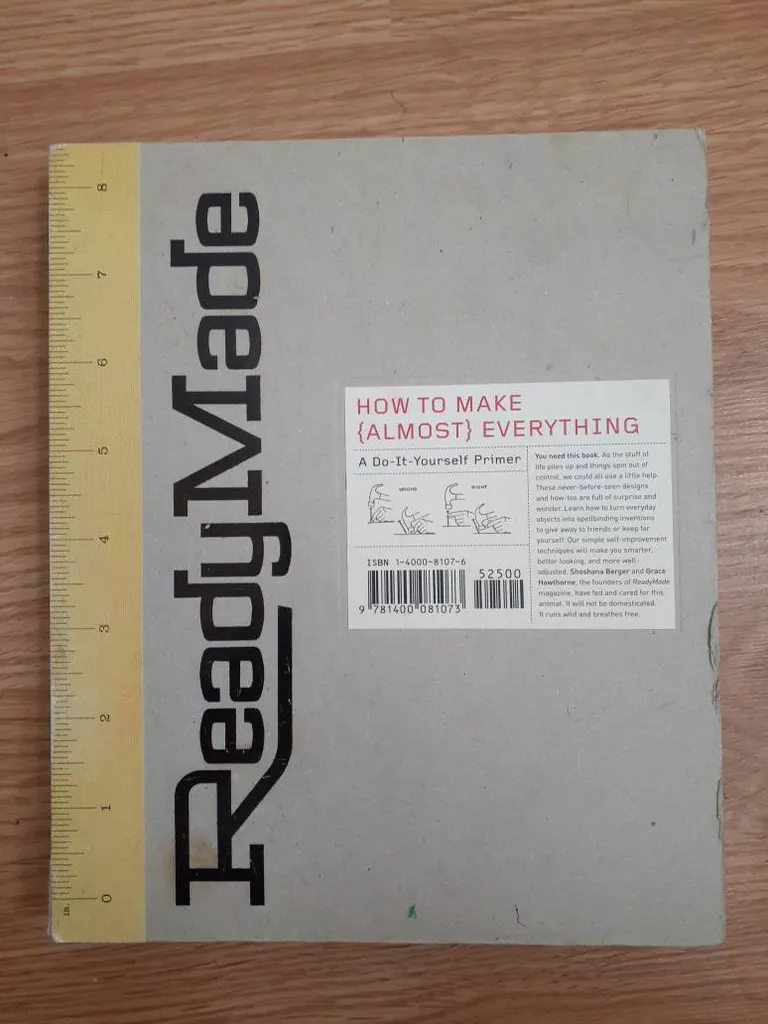 ReadyMade
8
7
6
5
4
3
2
1
0
in.
HOW TO MAKE
{ALMOST} EVERYTHING
A Do-It-Yourself Primer
WRONG
RIGHT
ISBN 1-4000-8107-6
52500
9 781400 081073
You need this book. As the stuff of
life piles up and things spin out of
control, we could all use a little help.
These never-before-seen designs
and how-tos are full of surprise and
wonder. Learn how to turn everyday
objects into spellbinding inventions
to give away to friends or keep for
yourself. Our simple self-improvement
techniques will make you smarter,
better looking, and more well-
adjusted. Shoshana Berger and Grace
Hawthorne, the founders of ReadyMade
magazine, have fed and cared for this
animal. It will not be domesticated.
It runs wild and breathes free.